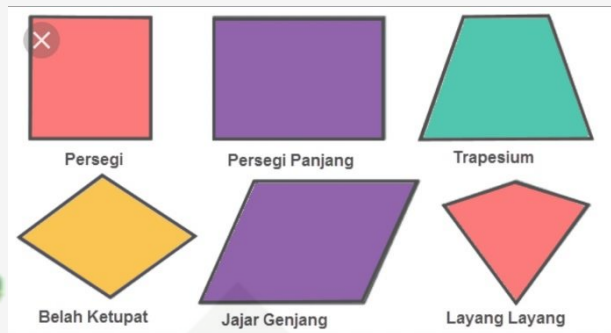 Persegi
Persegi Panjang
Trapesium
Belah Ketupat
Jajar Genjang
Layang Layang